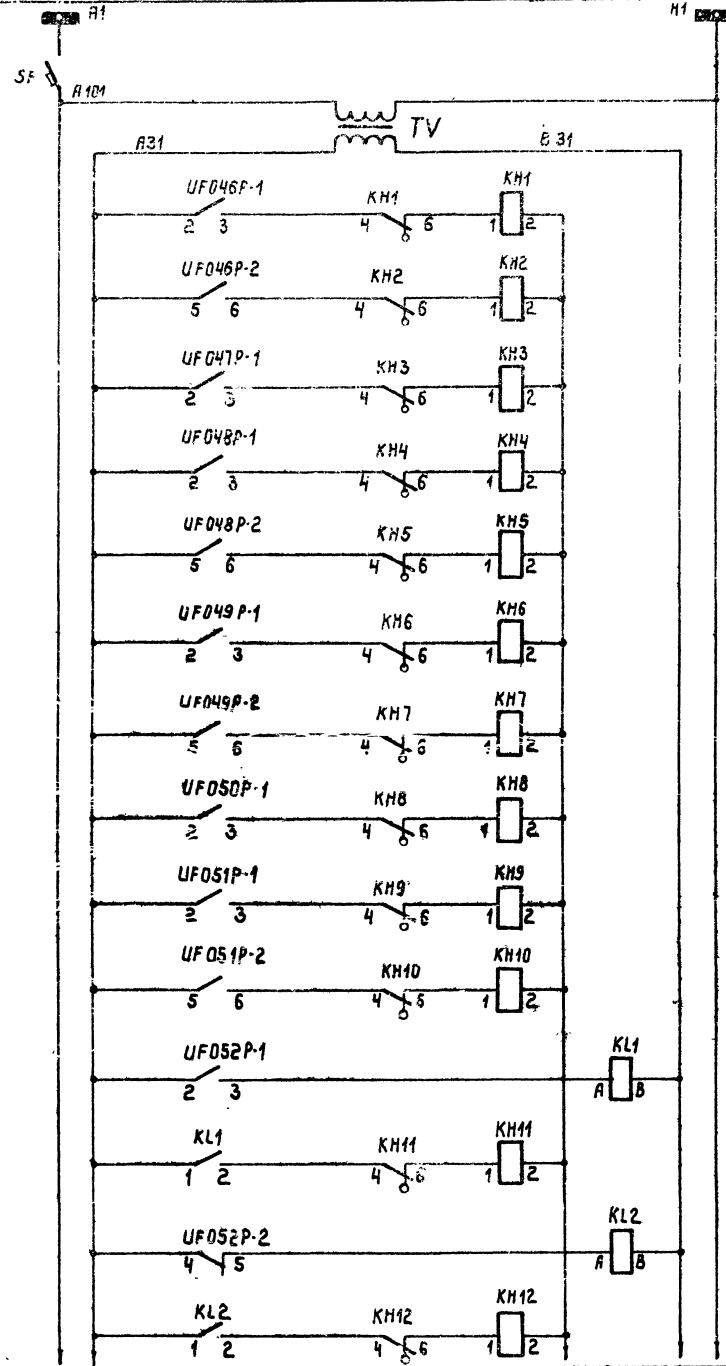 A1
H1
SF
A101
TV
A31
B31
UF046P-1 KH1 KH1
2 3 4 6 1 2
UF046P-2 KH2 KH2
5 6 4 6 1 2
UF047P-1 KH3 KH3
2 3 4 6 1 2
UF048P-1 KH4 KH4
2 3 4 6 1 2
UF048P-2 KH5 KH5
5 6 4 6 1 2
UF049P-1 KH6 KH6
2 3 4 6 1 2
UF049P-2 KH7 KH7
5 6 4 6 1 2
UF050P-1 KH8 KH8
2 3 4 6 1 2
UF051P-1 KH9 KH9
2 3 4 6 1 2
UF051P-2 KH10 KH10
5 6 4 6 1 2
UF052P-1 KL1
2 3 A B
KL1 KH11 KH11
1 2 4 6 1 2
UF052P-2 KL2
4 5 A B
KL2 KH12 KH12
1 2 4 6 1 2